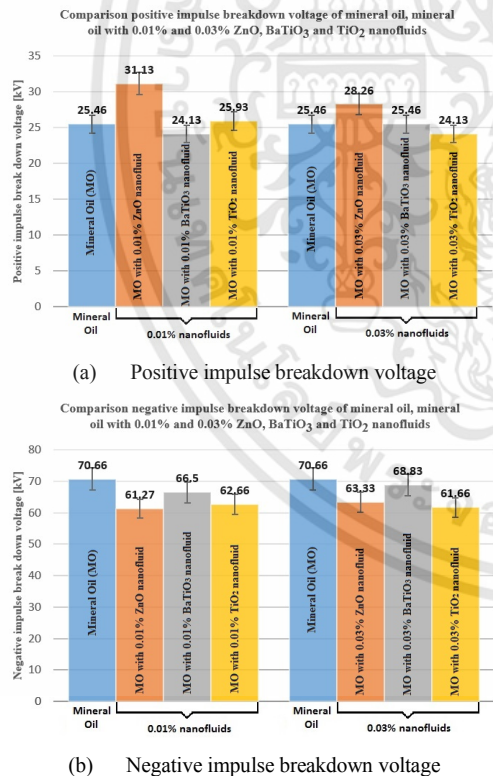 Comparison positive impulse breakdown voltage of mineral oil, mineral
oil with 0.01% and 0.03% ZnO, BaTiO₃ and TiO₂ nanofluids
Positive impulse break down voltage [kV]
35
30
25
20
15
10
5
0
25.46
31.13
24.13
25.93
25.46
28.26
25.46
24.13
Mineral Oil (MO)
MO with 0.01% ZnO nanofluid
MO with 0.01% BaTiO₃ nanofluid
MO with 0.01% TiO₂ nanofluid
Mineral Oil (MO)
MO with 0.03% ZnO nanofluid
MO with 0.03% BaTiO₃ nanofluid
MO with 0.03% TiO₂ nanofluid
Mineral
Oil
0.01% nanofluids
Mineral
Oil
0.03% nanofluids
(a) Positive impulse breakdown voltage
Comparison negative impulse breakdown voltage of mineral oil, mineral
oil with 0.01% and 0.03% ZnO, BaTiO₃ and TiO₂ nanofluids
Negative impulse break down voltage [kV]
80
70
60
50
40
30
20
10
0
70.66
61,27
66.5
62.66
70.66
63.33
68.83
61.66
Mineral Oil (MO)
MO with 0.01% ZnO nanofluid
MO with 0.01% BaTiO₃ nanofluid
MO with 0.01% TiO₂ nanofluid
Mineral Oil (MO)
MO with 0.03% ZnO nanofluid
MO with 0.03% BaTiO₃ nanofluid
MO with 0.03% TiO₂ nanofluid
Mineral
Oil
0.01% nanofluids
Mineral
Oil
0.03% nanofluids
(b) Negative impulse breakdown voltage